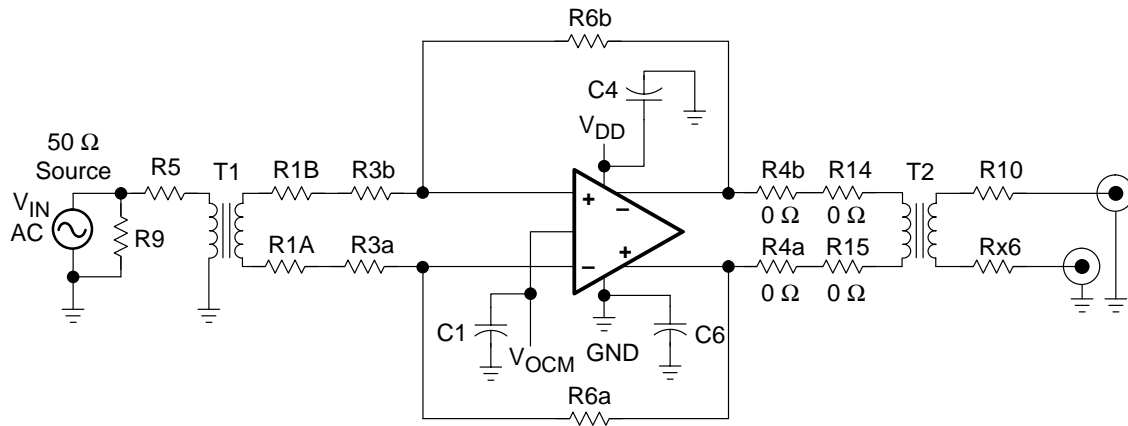 R6b
C4
V_DD
50 Ω
Source
V_IN
AC
R5
T1
R1B
R3b
R4b
R14
T2
R10
0 Ω
0 Ω
R9
R1A
R3a
R4a
R15
Rx6
0 Ω
0 Ω
+
−
−
+
C1
V_OCM
GND
C6
R6a